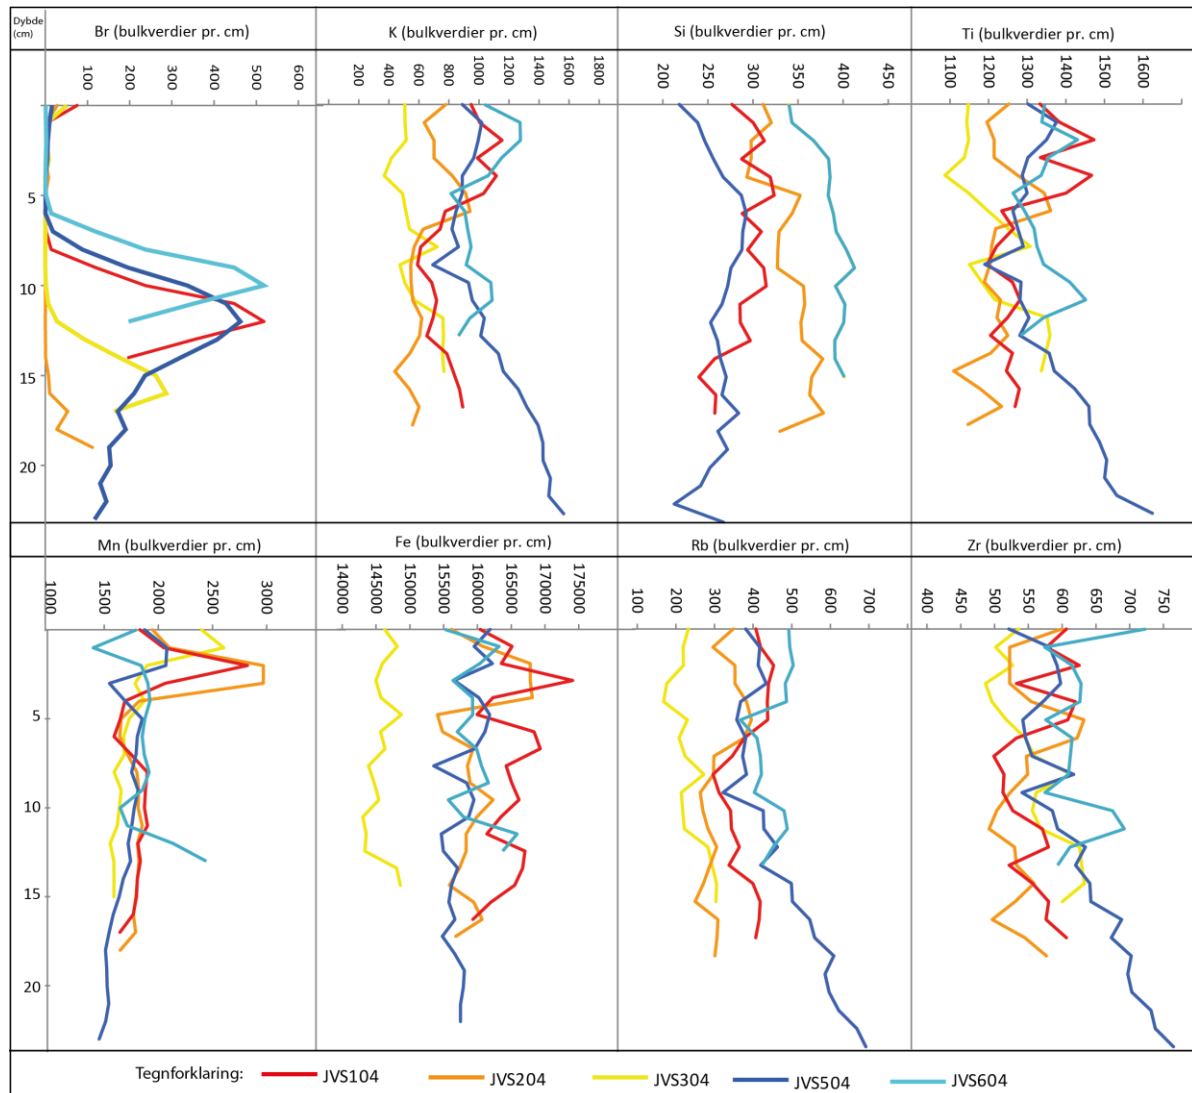 Dybde
(cm)
Br (bulkverdier pr. cm)
K (bulkverdier pr. cm)
Si (bulkverdier pr. cm)
Ti (bulkverdier pr. cm)
100 200 300 400 500 600
200 400 600 800 1000 1200 1400 1600 1800
200 250 300 350 400 450
1100 1200 1300 1400 1500 1600
5
10
15
20
Mn (bulkverdier pr. cm)
Fe (bulkverdier pr. cm)
Rb (bulkverdier pr. cm)
Zr (bulkverdier pr. cm)
1000 1500 2000 2500 3000
140000 145000 150000 155000 160000 165000 170000 175000
100 200 300 400 500 600 700
400 450 500 550 600 650 700 750
5
10
15
20
Tegnforklaring: JVS104 JVS204 JVS304 JVS504 JVS604